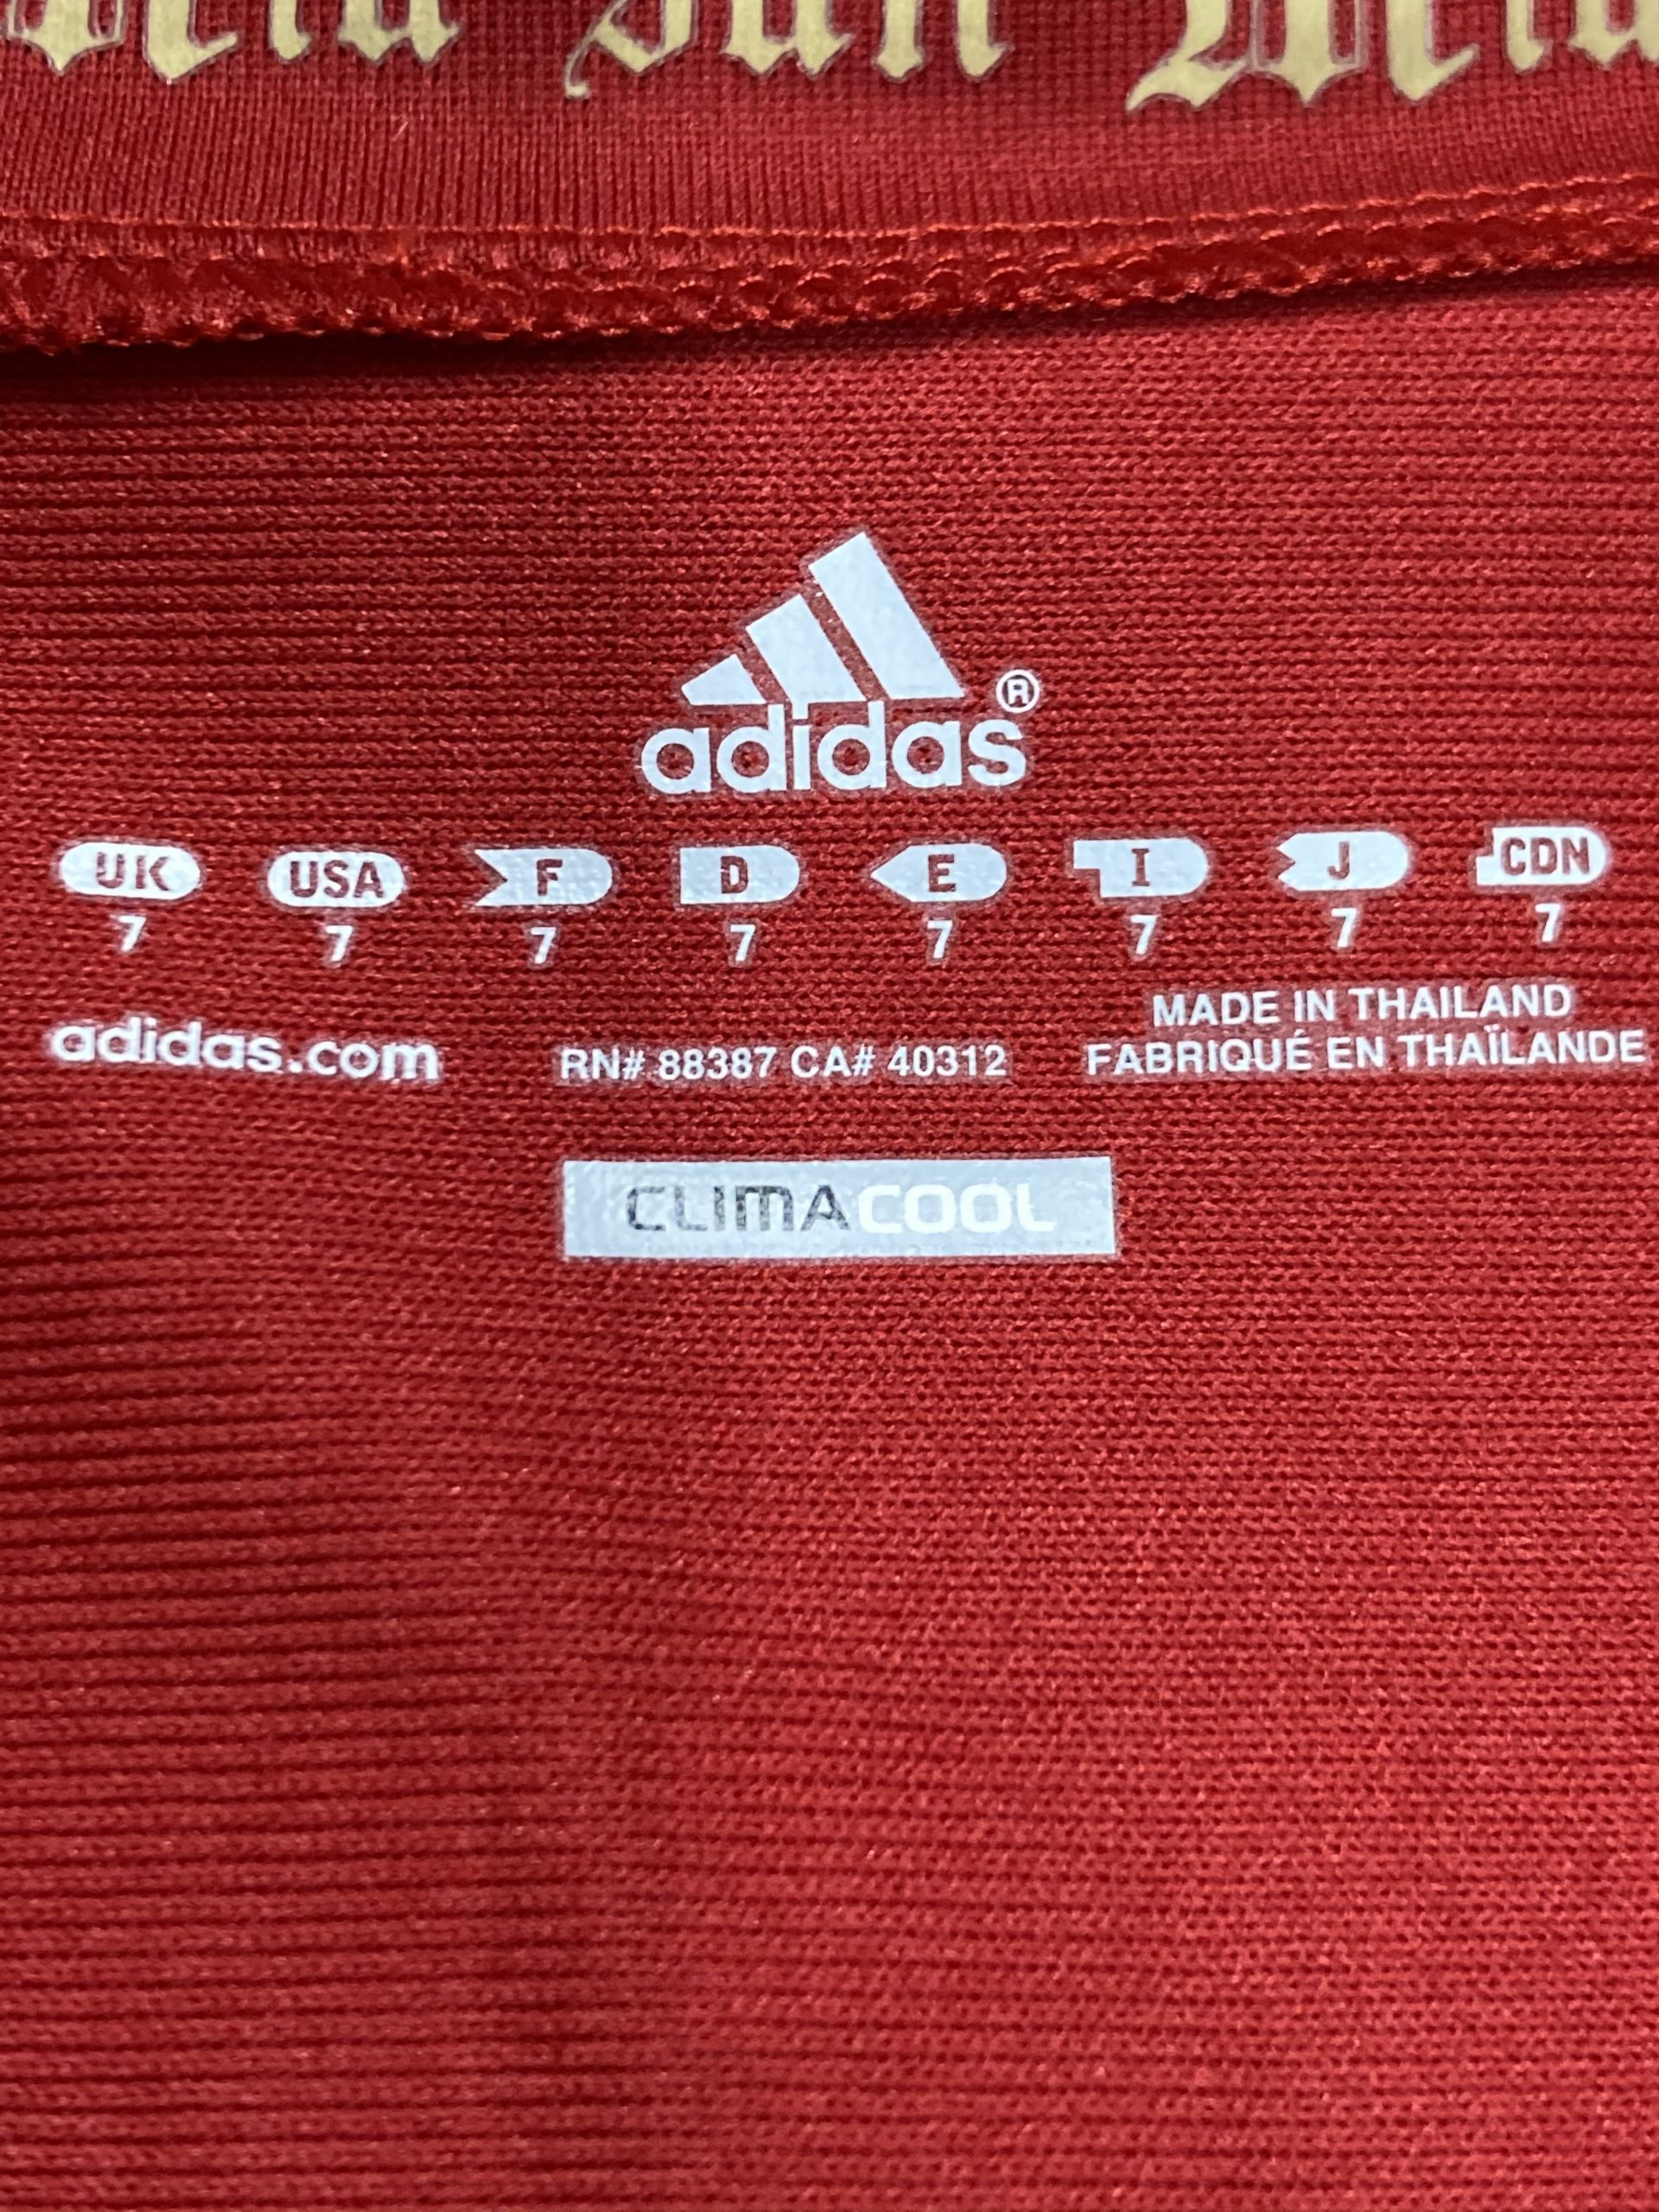 adidas®
UK USA F D E I J CDN
7 7 7 7 7 7 7 7
adidas.com
RN# 88387 CA# 40312
MADE IN THAILAND
FABRIQUÉ EN THAÏLANDE
CLIMACOOL